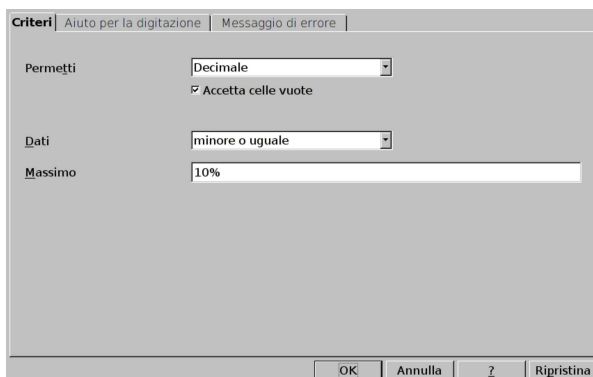 Criteri Aiuto per la digitazione Messaggio di errore
Permetti Decimale
Accetta celle vuote
Dati minore o uguale
Massimo 10%
OK Annulla ? Ripristina